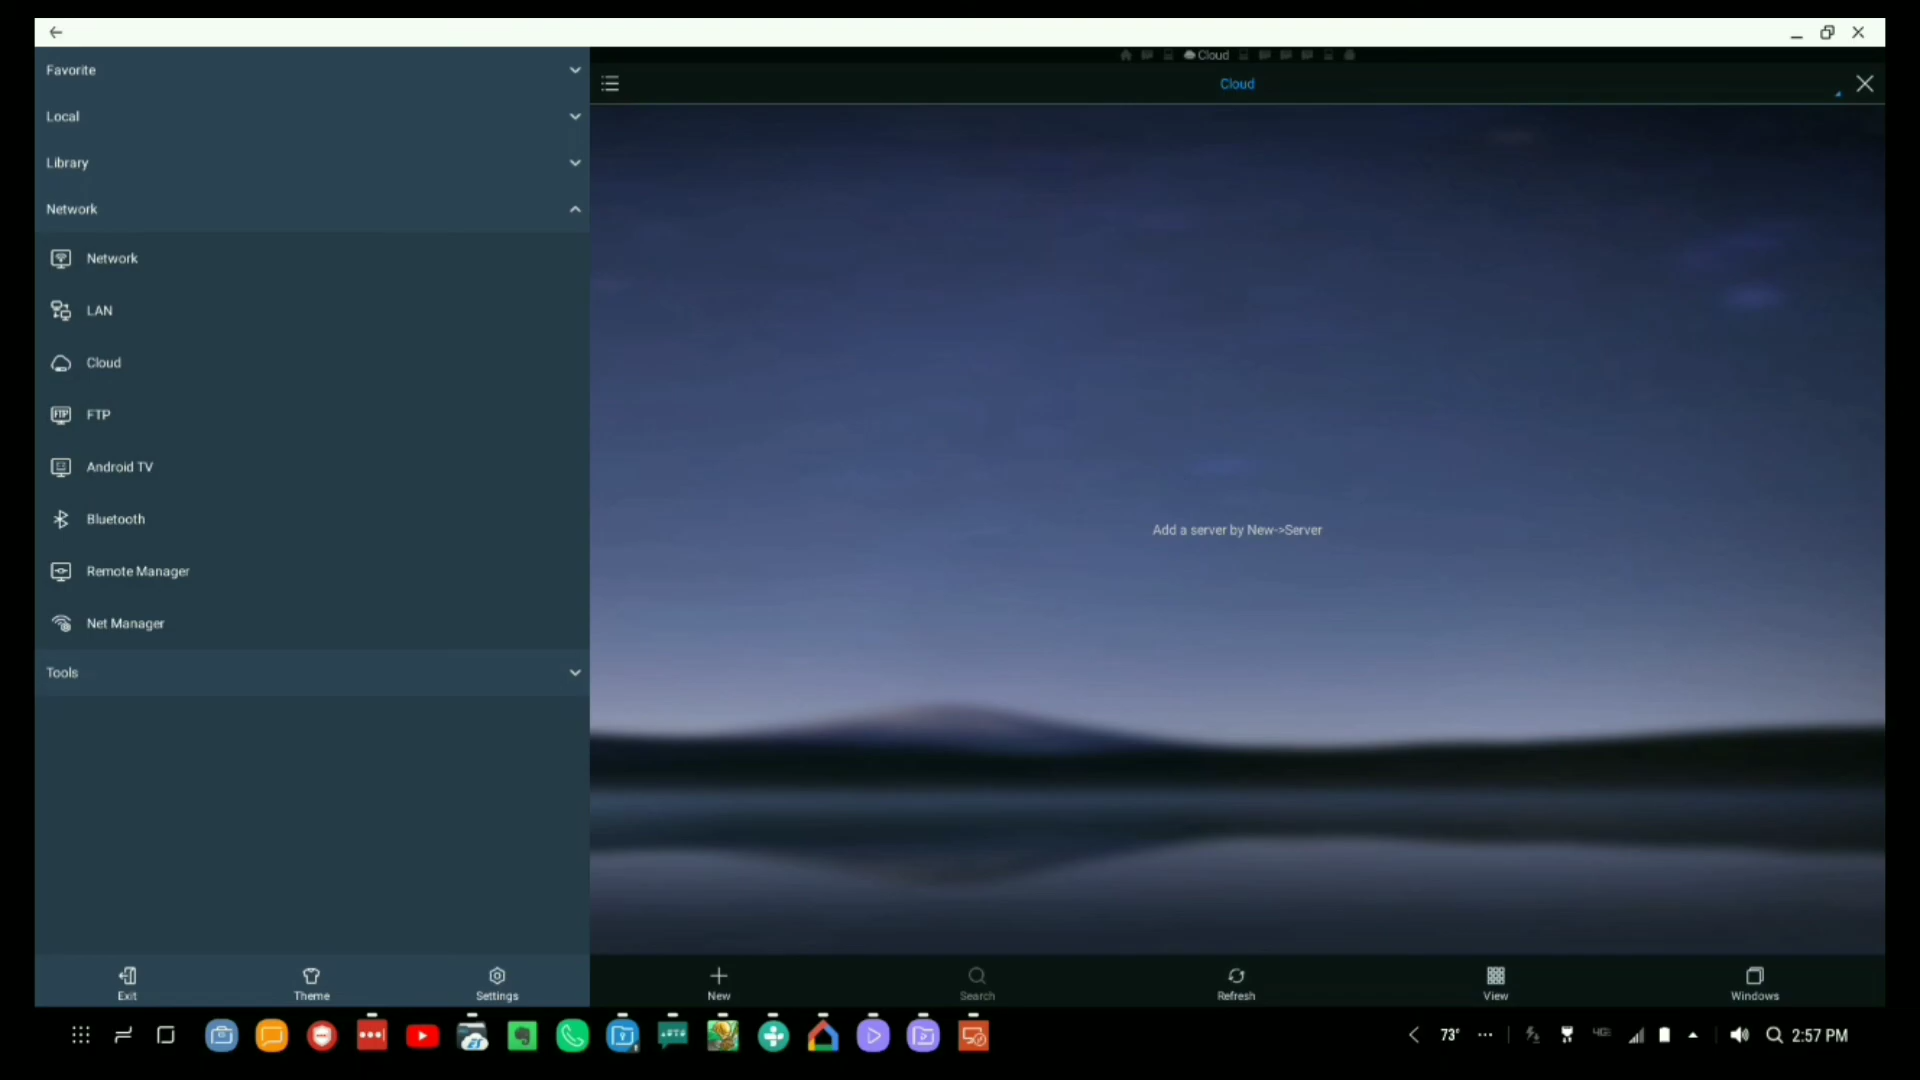 Favorite
Local
Library
Network
Network
LAN
Cloud
FTP
Android TV
Bluetooth
Remote Manager
Net Manager
Tools
Exit
Theme
Settings
Cloud
Cloud
Add a server by New->Server
New
Search
Refresh
View
Windows
73°
2:57 PM